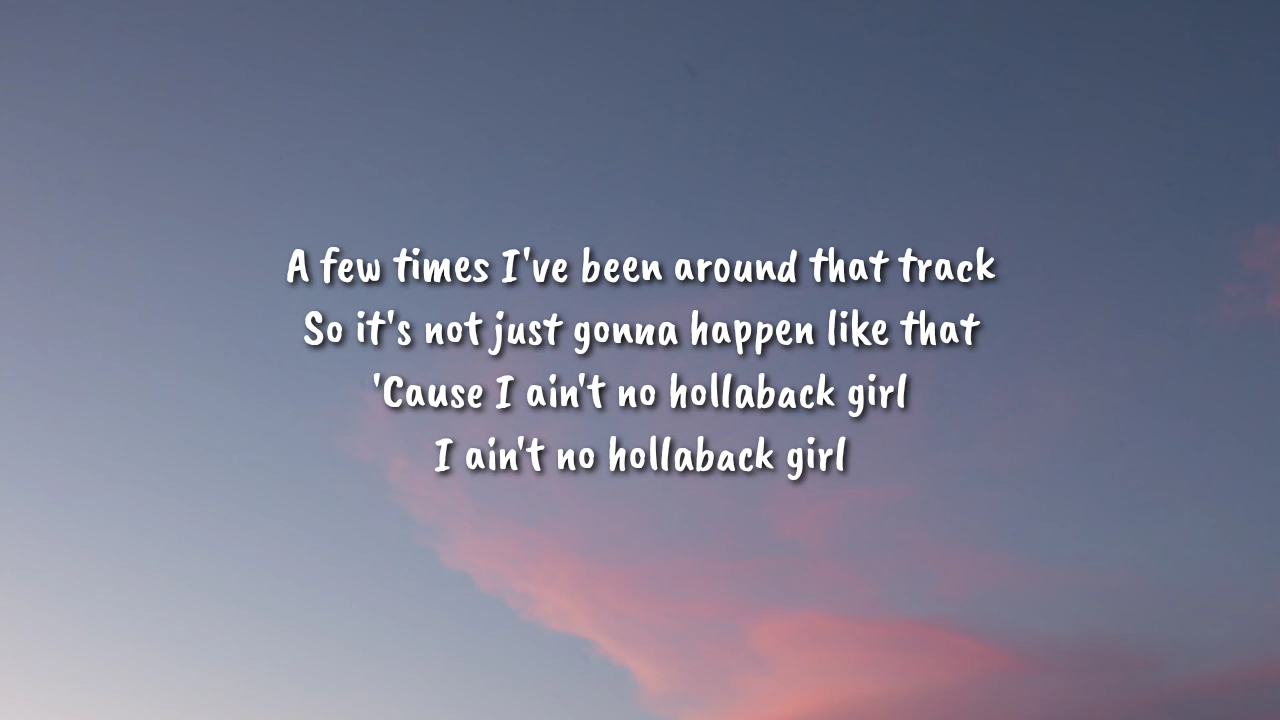 A few times I've been around that track
So it's not just gonna happen like that
'Cause I ain't no hollaback girl
I ain't no hollaback girl